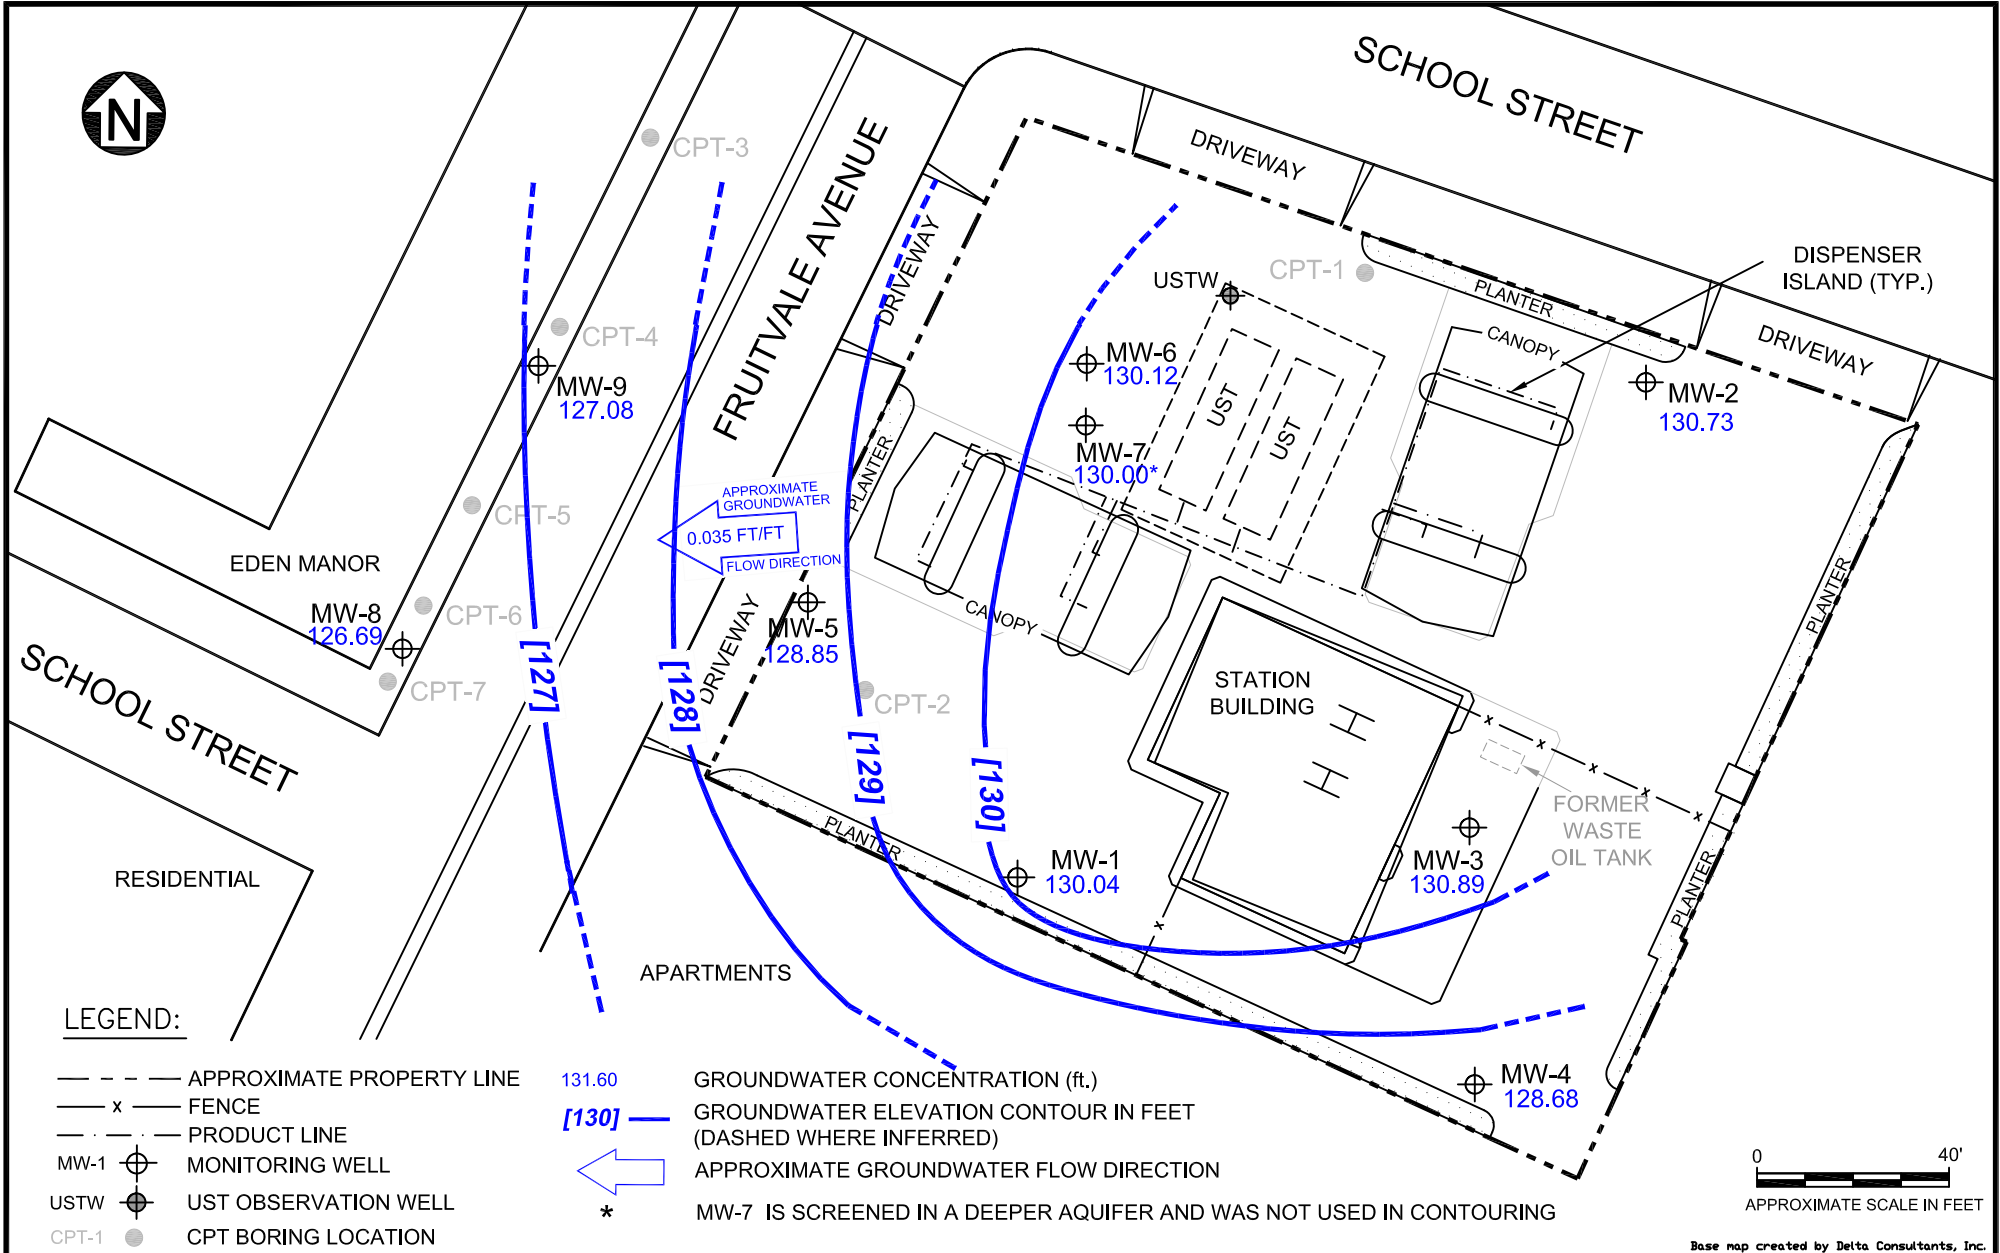 SCHOOL STREET
N
CPT-3
DRIVEWAY
FRUITVALE AVENUE
DRIVEWAY
DISPENSER
ISLAND (TYP.)
CPT-1
USTW
PLANTER
CANOPY
DRIVEWAY
CPT-4
MW-9
127.08
MW-6
130.12
MW-7
130.00*
UST
UST
MW-2
130.73
PLANTER
APPROXIMATE
GROUNDWATER
0.035 FT/FT
FLOW DIRECTION
CPT-5
EDEN MANOR
MW-8
126.69
CPT-6
CPT-7
SCHOOL STREET
[127]
[128]
DRIVEWAY
MW-5
128.85
CANOPY
CPT-2
[129]
[130]
STATION
BUILDING
PLANTER
FORMER
WASTE
OIL TANK
PLANTER
MW-1
130.04
MW-3
130.89
PLANTER
RESIDENTIAL
APARTMENTS
MW-4
128.68
LEGEND:
APPROXIMATE PROPERTY LINE
x FENCE
PRODUCT LINE
MW-1 MONITORING WELL
USTW UST OBSERVATION WELL
CPT-1 CPT BORING LOCATION
131.60 GROUNDWATER CONCENTRATION (ft.)
[130] GROUNDWATER ELEVATION CONTOUR IN FEET
(DASHED WHERE INFERRED)
APPROXIMATE GROUNDWATER FLOW DIRECTION
* MW-7 IS SCREENED IN A DEEPER AQUIFER AND WAS NOT USED IN CONTOURING
0 40'
APPROXIMATE SCALE IN FEET
Base map created by Delta Consultants, Inc.